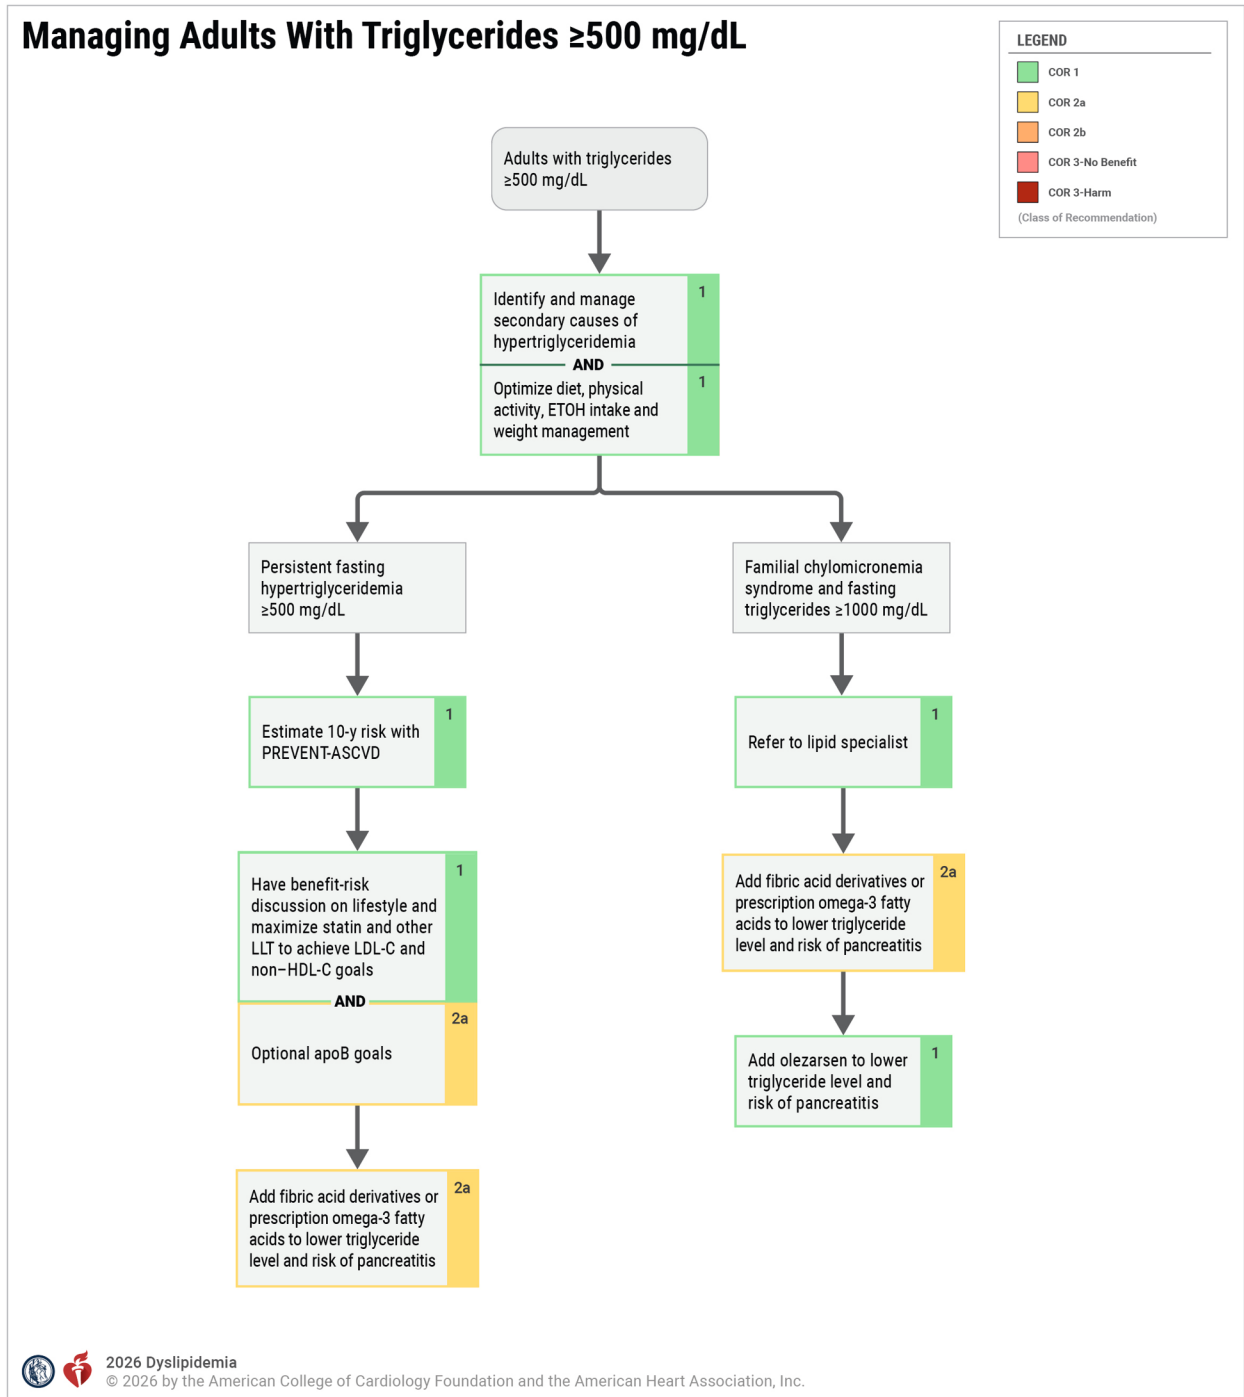 Managing Adults With Triglycerides ≥500 mg/dL
LEGEND
COR 1
COR 2a
COR 2b
COR 3-No Benefit
COR 3-Harm
(Class of Recommendation)
Adults with triglycerides
≥500 mg/dL
Identify and manage
secondary causes of
hypertriglyceridemia
1
AND
Optimize diet, physical
activity, ETOH intake and
weight management
1
Persistent fasting
hypertriglyceridemia
≥500 mg/dL
Estimate 10-y risk with
PREVENT-ASCVD
1
Have benefit-risk
discussion on lifestyle and
maximize statin and other
LLT to achieve LDL-C and
non–HDL-C goals
1
AND
Optional apoB goals
2a
Add fibric acid derivatives or
prescription omega-3 fatty
acids to lower triglyceride
level and risk of pancreatitis
2a
Familial chylomicronemia
syndrome and fasting
triglycerides ≥1000 mg/dL
Refer to lipid specialist
1
Add fibric acid derivatives or
prescription omega-3 fatty
acids to lower triglyceride
level and risk of pancreatitis
2a
Add olezarsen to lower
triglyceride level and
risk of pancreatitis
1
2026 Dyslipidemia
© 2026 by the American College of Cardiology Foundation and the American Heart Association, Inc.